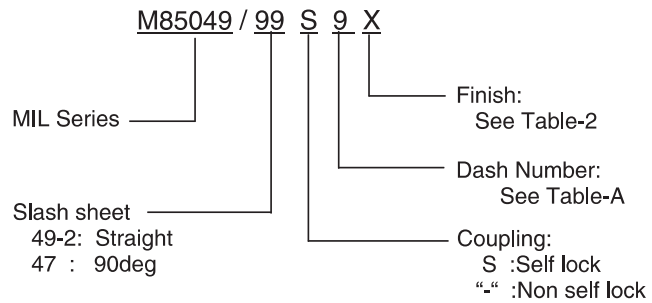 M85049 / 99 S 9 X
Finish:
See Table-2
MIL Series
Dash Number:
See Table-A
Slash sheet
49-2: Straight
47 : 90deg
Coupling:
S :Self lock
“-“ :Non self lock